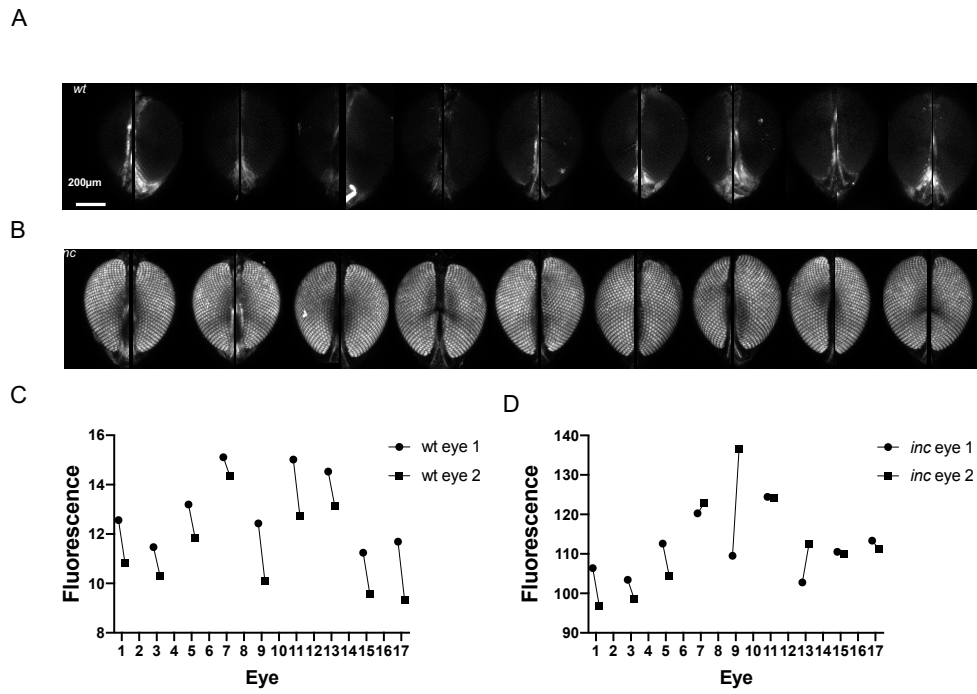 A
wt
200µm
B
nc
C
D
16
14
12
10
8
Fluorescence
1 2 3 4 5 6 7 8 9 10 11 12 13 14 15 16 17
Eye
wt eye 1
wt eye 2
140
130
120
110
100
90
Fluorescence
1 2 3 4 5 6 7 8 9 10 11 12 13 14 15 16 17
Eye
inc eye 1
inc eye 2